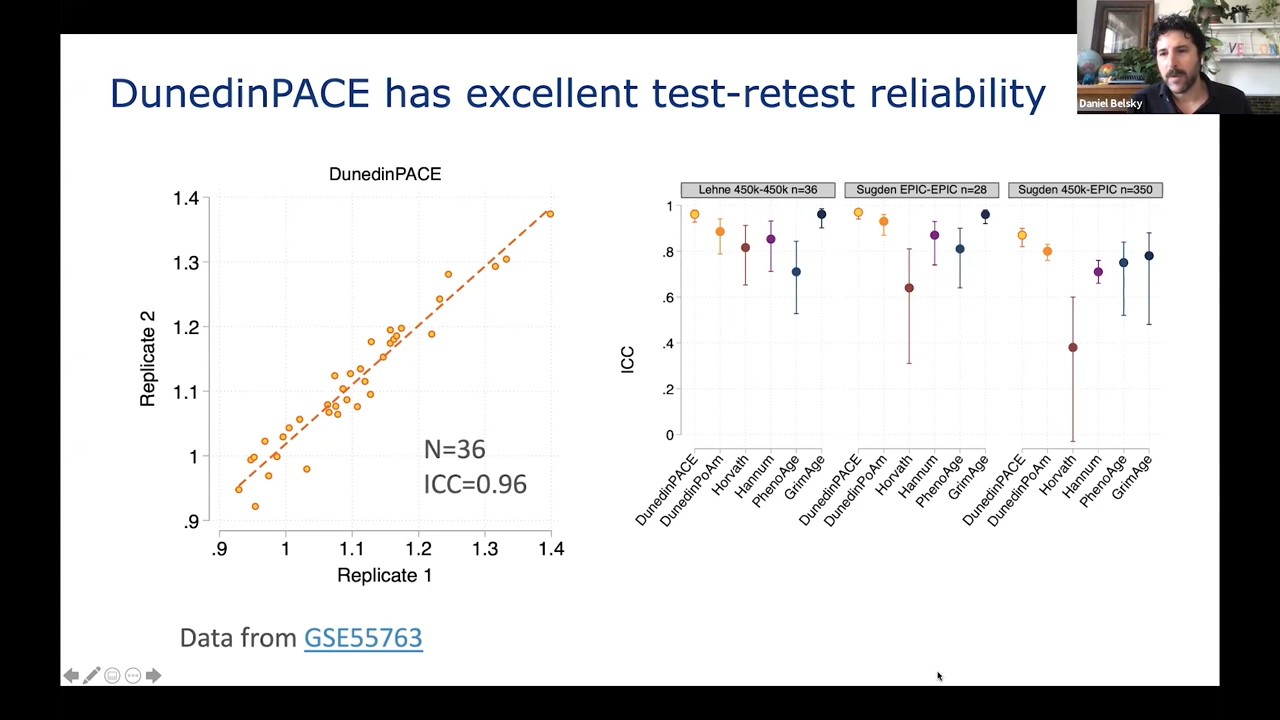 DunedinPACE has excellent test-retest reliability
Daniel Belsky
VE
DunedinPACE
1.4
1.3
1.2
1.1
1
.9
Replicate 2
N=36
ICC=0.96
.9 1 1.1 1.2 1.3 1.4
Replicate 1
Lehne 450k-450k n=36
Sugden EPIC-EPIC n=28
Sugden 450k-EPIC n=350
1
.8
.6
.4
.2
0
ICC
DunedinPACE
DunedinPoAm
Horvath
Hannum
PhenoAge
GrimAge
DunedinPACE
DunedinPoAm
Horvath
Hannum
PhenoAge
GrimAge
DunedinPACE
DunedinPoAm
Horvath
Hannum
PhenoAge
GrimAge
Data from GSE55763